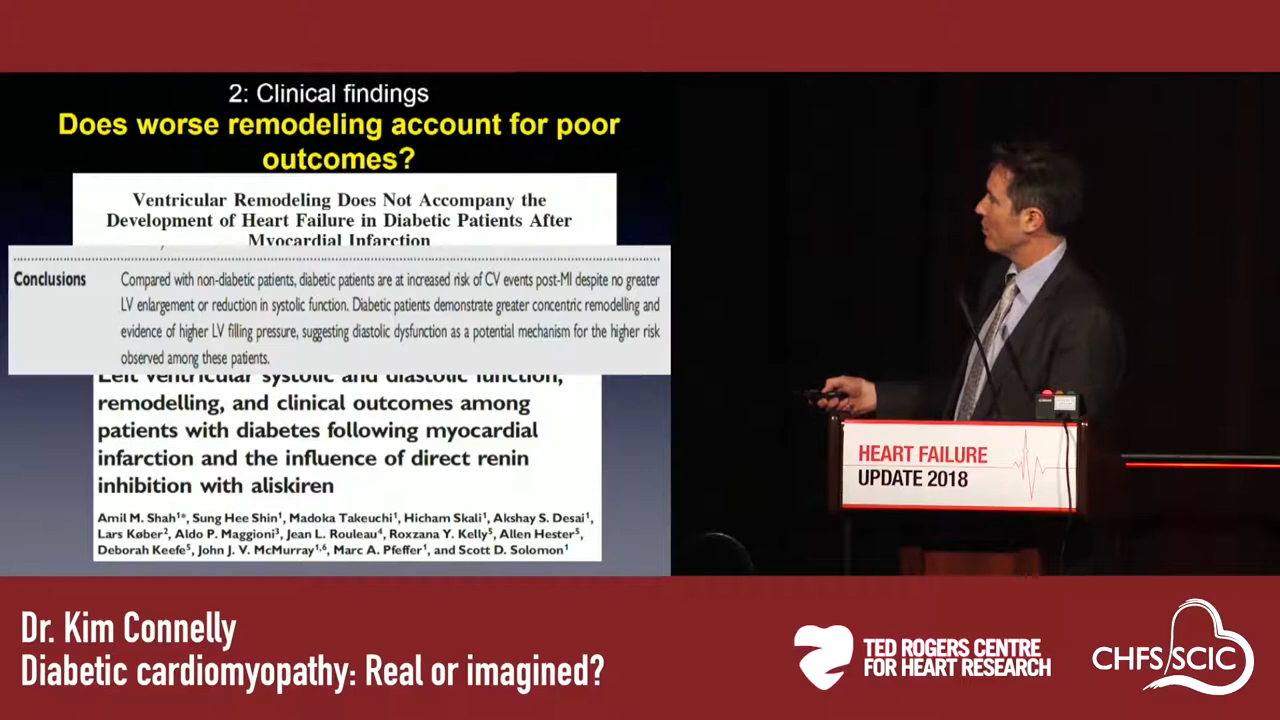 2: Clinical findings
Does worse remodeling account for poor
outcomes?
Ventricular Remodeling Does Not Accompany the
Development of Heart Failure in Diabetic Patients After
Myocardial Infarction
Conclusions
Compared with non-diabetic patients, diabetic patients are at increased risk of CV events post-MI despite no greater
LV enlargement or reduction in systolic function. Diabetic patients demonstrate greater concentric remodelling and
evidence of higher LV filling pressure, suggesting diastolic dysfunction as a potential mechanism for the higher risk
observed among these patients.
Left ventricular systolic and diastolic function,
remodelling, and clinical outcomes among
patients with diabetes following myocardial
infarction and the influence of direct renin
inhibition with aliskiren
Amil M. Shah1*, Sung Hee Shin1, Madoka Takeuchi1, Hicham Skali1, Akshay S. Desai1,
Lars Køber2, Aldo P. Maggioni3, Jean L. Rouleau4, Roxzana Y. Kelly5, Allen Hester5,
Deborah Keefe5, John J. V. McMurray1,6, Marc A. Pfeffer1, and Scott D. Solomon1
HEART FAILURE
UPDATE 2018
Dr. Kim Connelly
Diabetic cardiomyopathy: Real or imagined?
TED ROGERS CENTRE
FOR HEART RESEARCH
CHFS/SCIC